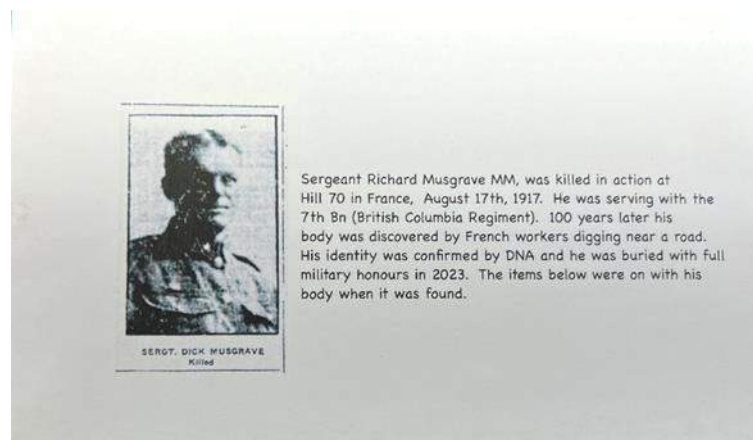 Sergeant Richard Musgrave MM, was killed in action at
Hill 70 in France, August 17th, 1917. He was serving with the
7th Bn (British Columbia Regiment). 100 years later his
body was discovered by French workers digging near a road.
His identity was confirmed by DNA and he was buried with full
military honours in 2023. The items below were on with his
body when it was found.
SERGT. DICK MUSGRAVE
Killed